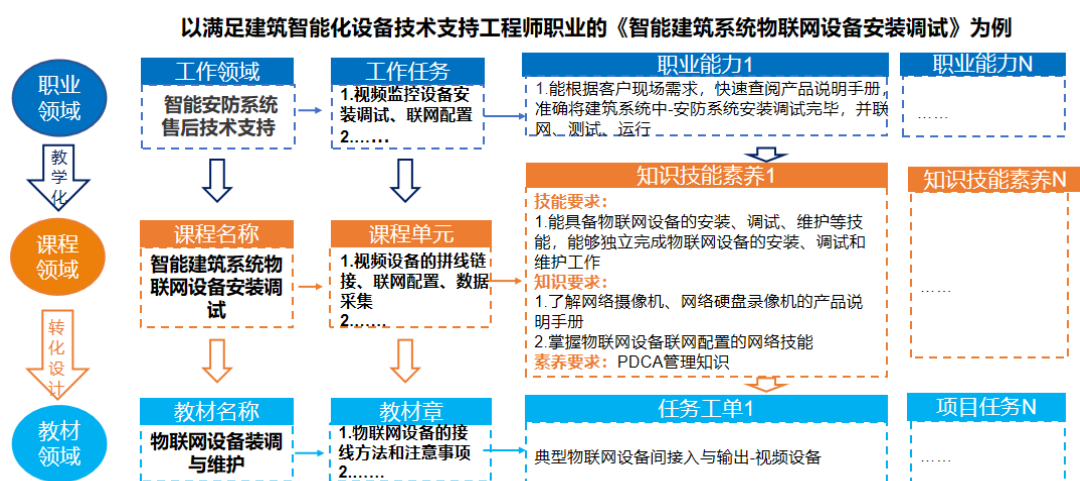 以满足建筑智能化设备技术支持工程师职业的《智能建筑系统物联网设备安装调试》为例
职业
领域
工作领域
智能安防系统
售后技术支持
工作任务
1.视频监控设备安
装调试、联网配置
2.……
职业能力1
1.能根据客户现场需求，快速查阅产品说明手册，
准确将建筑系统中-安防系统安装调试完毕，并联
网、测试、运行
职业能力N
……
教
学
化
课程
领域
课程名称
智能建筑系统物
联网设备安装调
试
课程单元
1.视频设备的拼线链
接、联网配置、数据
采集
2.……
知识技能素养1
技能要求：
1.能具备物联网设备的安装、调试、维护等技
能，能够独立完成物联网设备的安装、调试和
维护工作
知识要求：
1.了解网络摄像机、网络硬盘录像机的产品说
明手册
2.掌握物联网设备联网配置的网络技能
素养要求：PDCA管理知识
知识技能素养N
……
转
化
设
计
教材
领域
教材名称
物联网设备装调
与维护
教材章
1.物联网设备的接
线方法和注意事项
2.……
任务工单1
典型物联网设备间接入与输出-视频设备
项目任务N
……